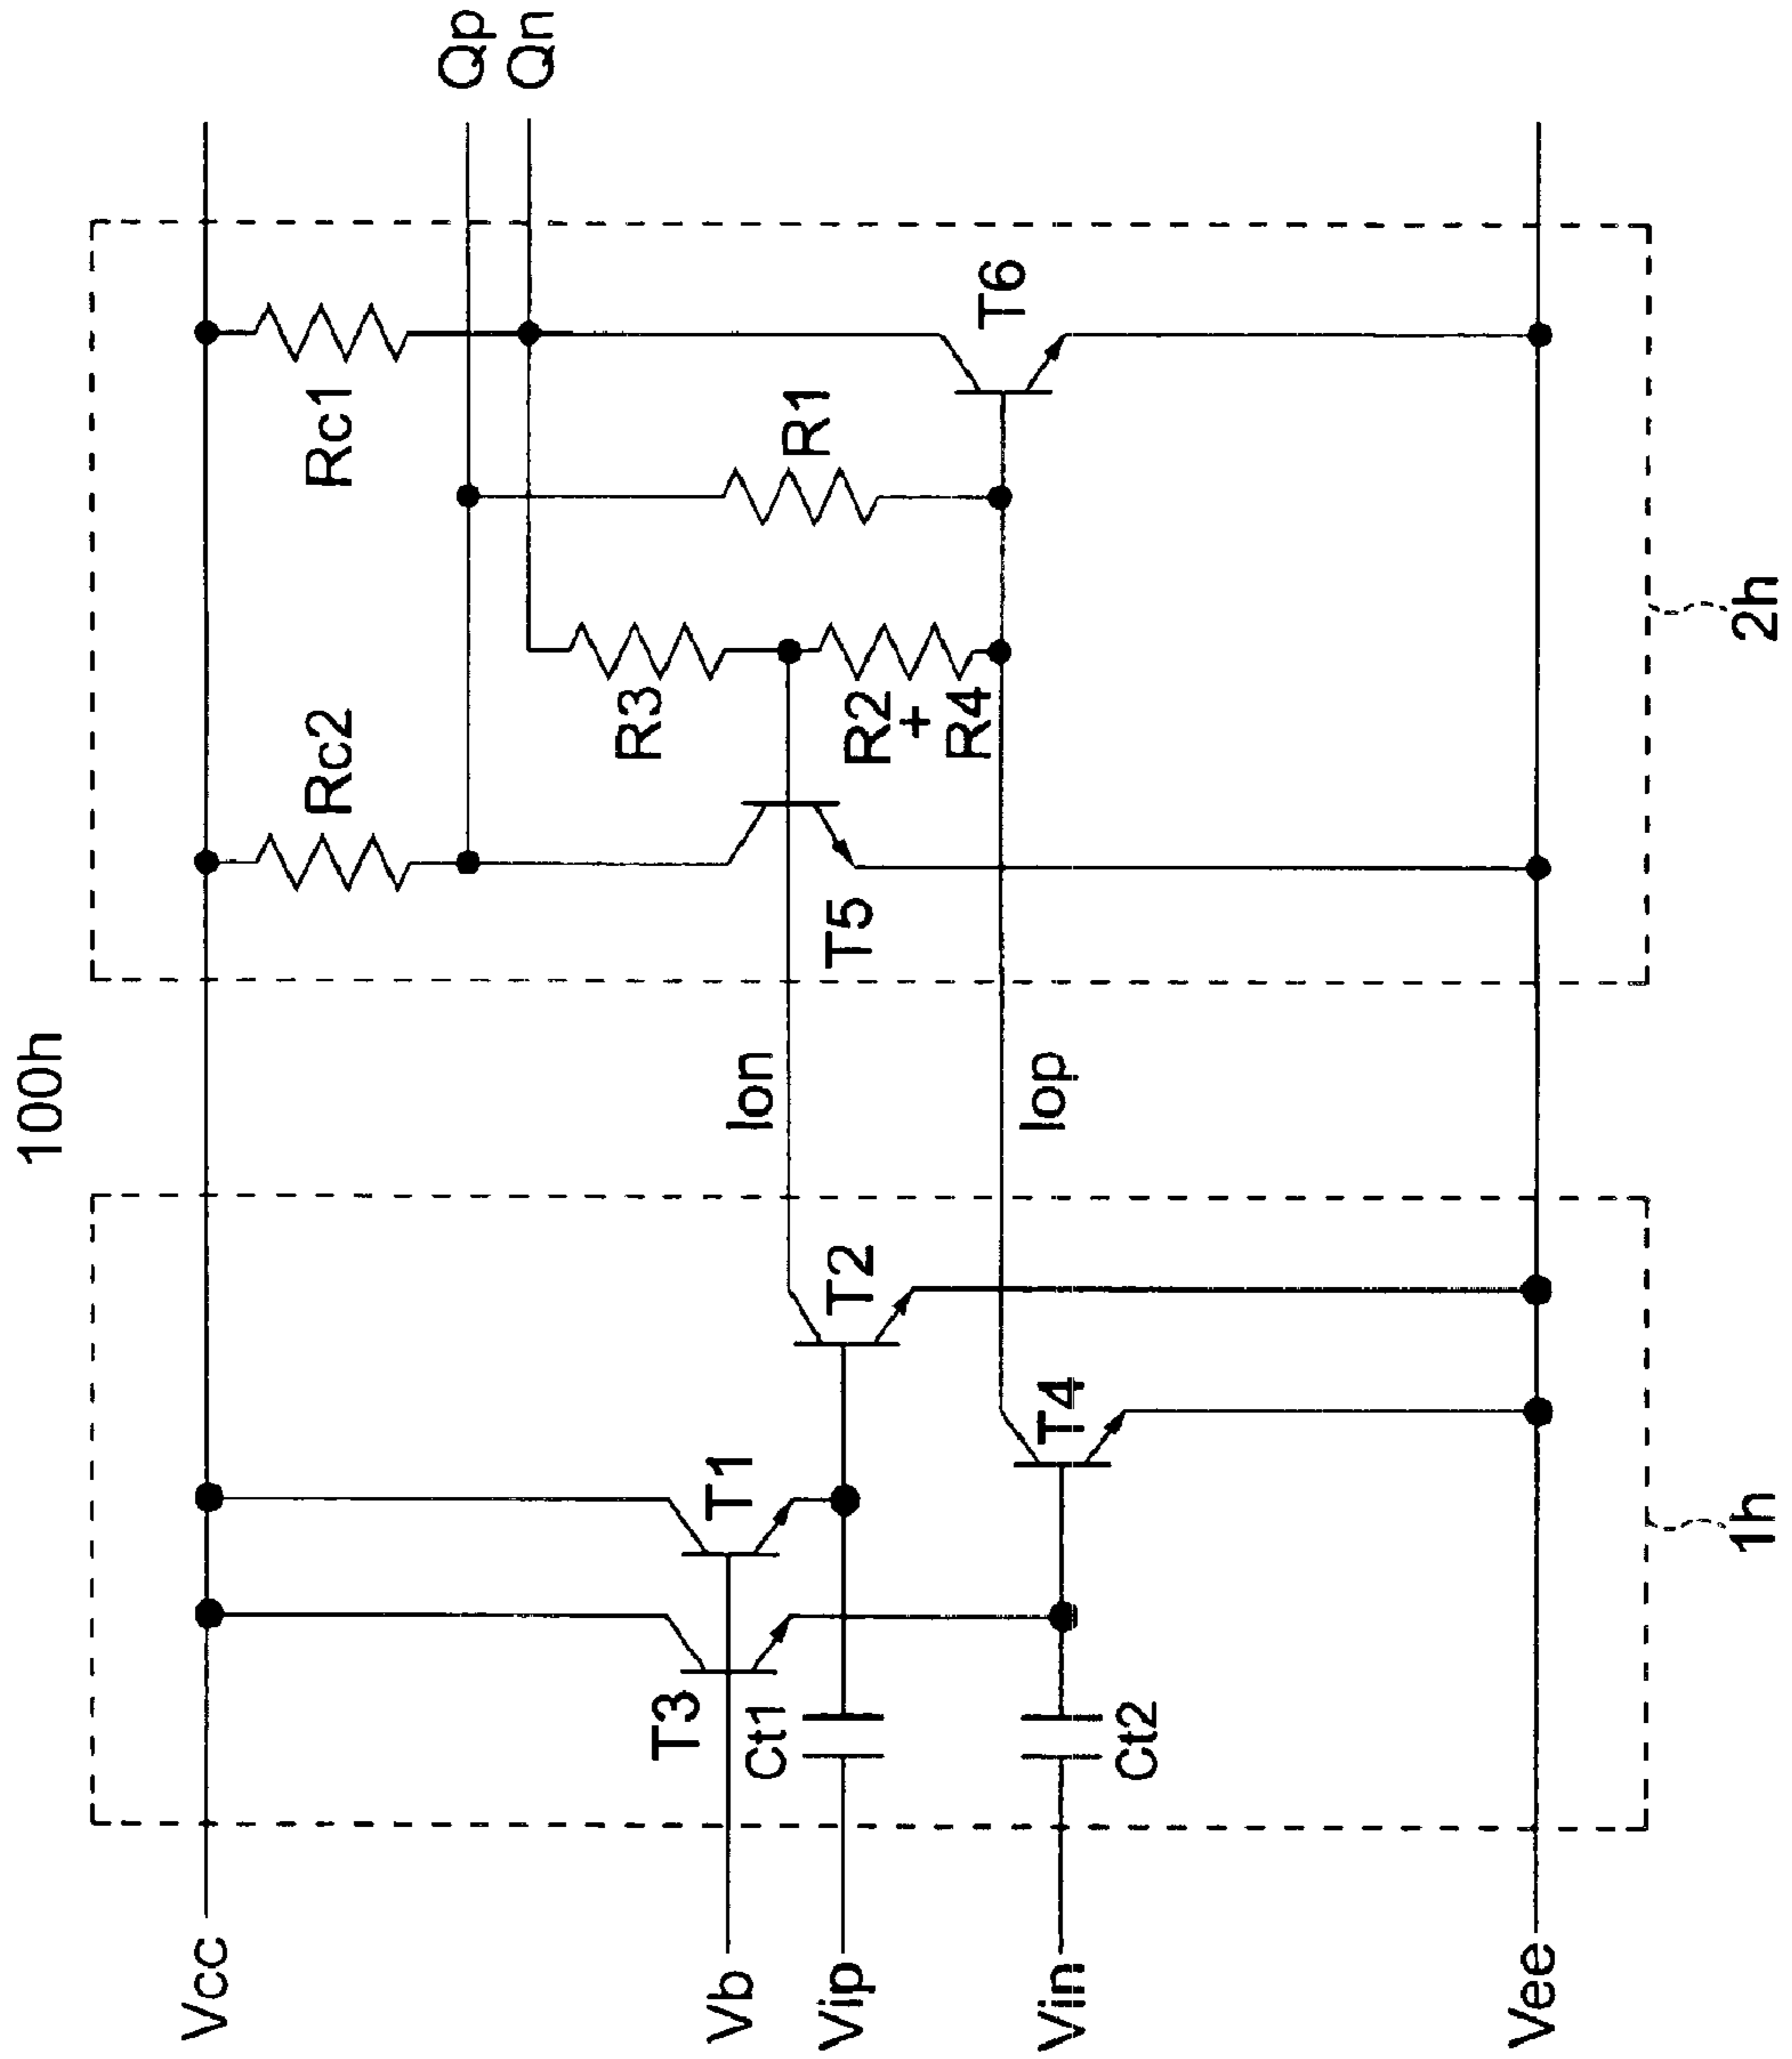 100h
Vcc
Vb
Vip
Vin
Vee
T3
T1
Ct1
Ct2
T2
T4
1h
Ion
Iop
Rc2
Rc1
R3
R1
R2
+
R4
T5
T6
2h
Qp
Qn